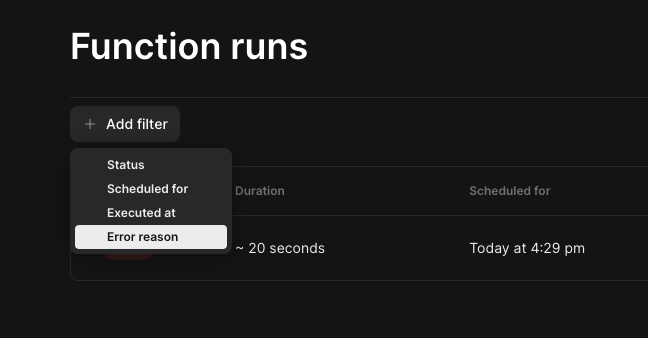 Function runs
Add filter
Status
Scheduled for
Executed at
Error reason
Duration
Scheduled for
~ 20 seconds
Today at 4:29 pm